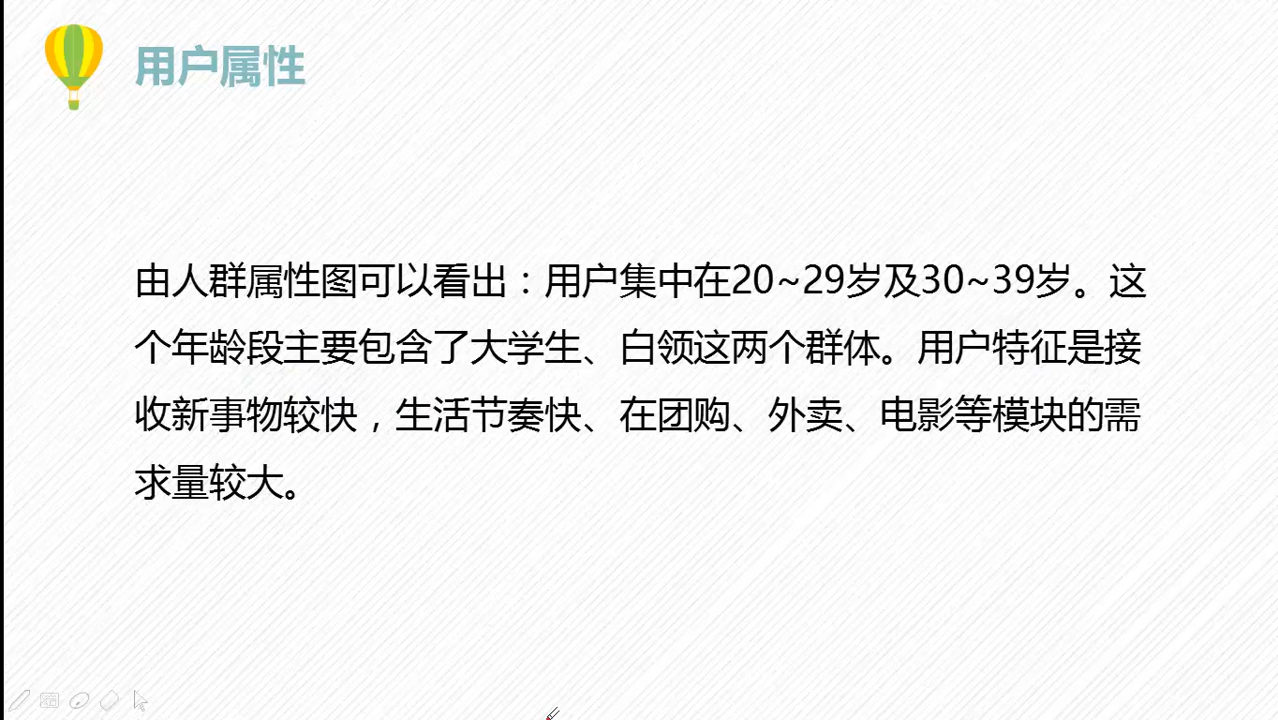 用户属性
由人群属性图可以看出：用户集中在20~29岁及30~39岁。这
个年龄段主要包含了大学生、白领这两个群体。用户特征是接
收新事物较快，生活节奏快、在团购、外卖、电影等模块的需
求量较大。